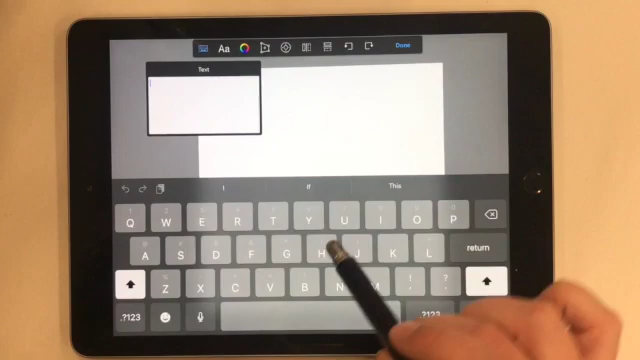 Aa Done
Text
I If This
Q W E R T Y U I O P
A S D F G H J K L return
Z X C V B N M ! , ? .
.?123 .?123